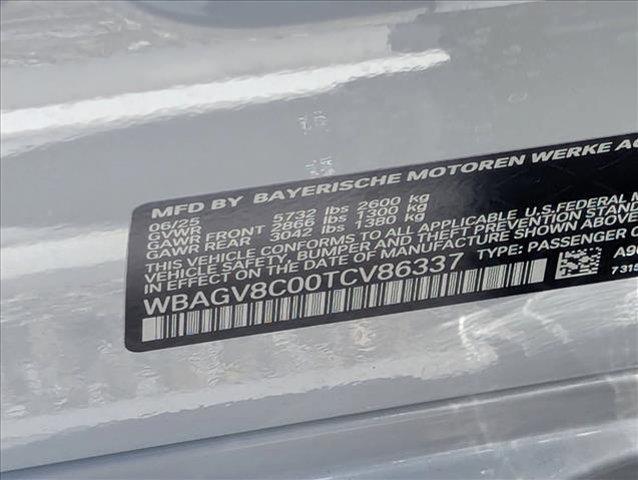 MFD BY BAYERISCHE MOTOREN WERKE AG
06/25
GVWR 5732 lbs 2600 kg
GAWR FRONT 2866 lbs 1300 kg
GAWR REAR 3042 lbs 1380 kg
THIS VEHICLE CONFORMS TO ALL APPLICABLE U.S. FEDERAL
SAFETY, BUMPER, AND THEFT PREVENTION STAND
IN EFFECT ON THE DATE OF MANUFACTURE SHOWN ABOVE
WBAGV8C00TCV86337 TYPE: PASSENGER C